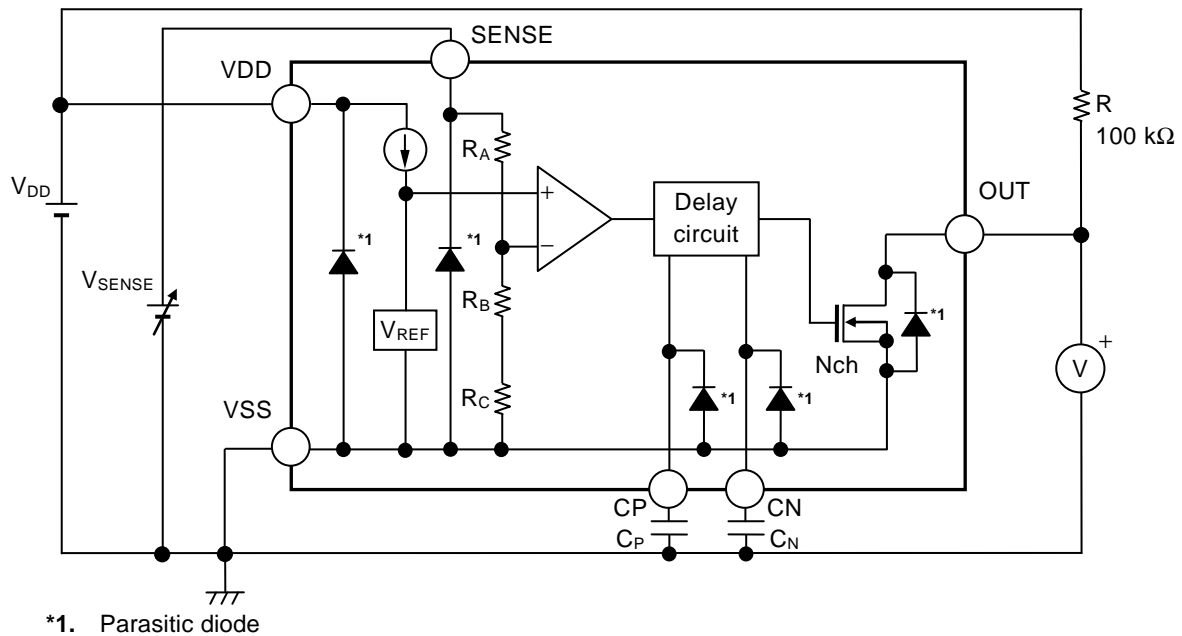 SENSE
VDD
R
100 kΩ
RA
VDD
+
Delay
circuit
OUT
*1
*1
−
VSENSE
RB
*1
VREF
+
Nch
V
RC
*1
*1
VSS
CP
CN
CP
CN
*1. Parasitic diode